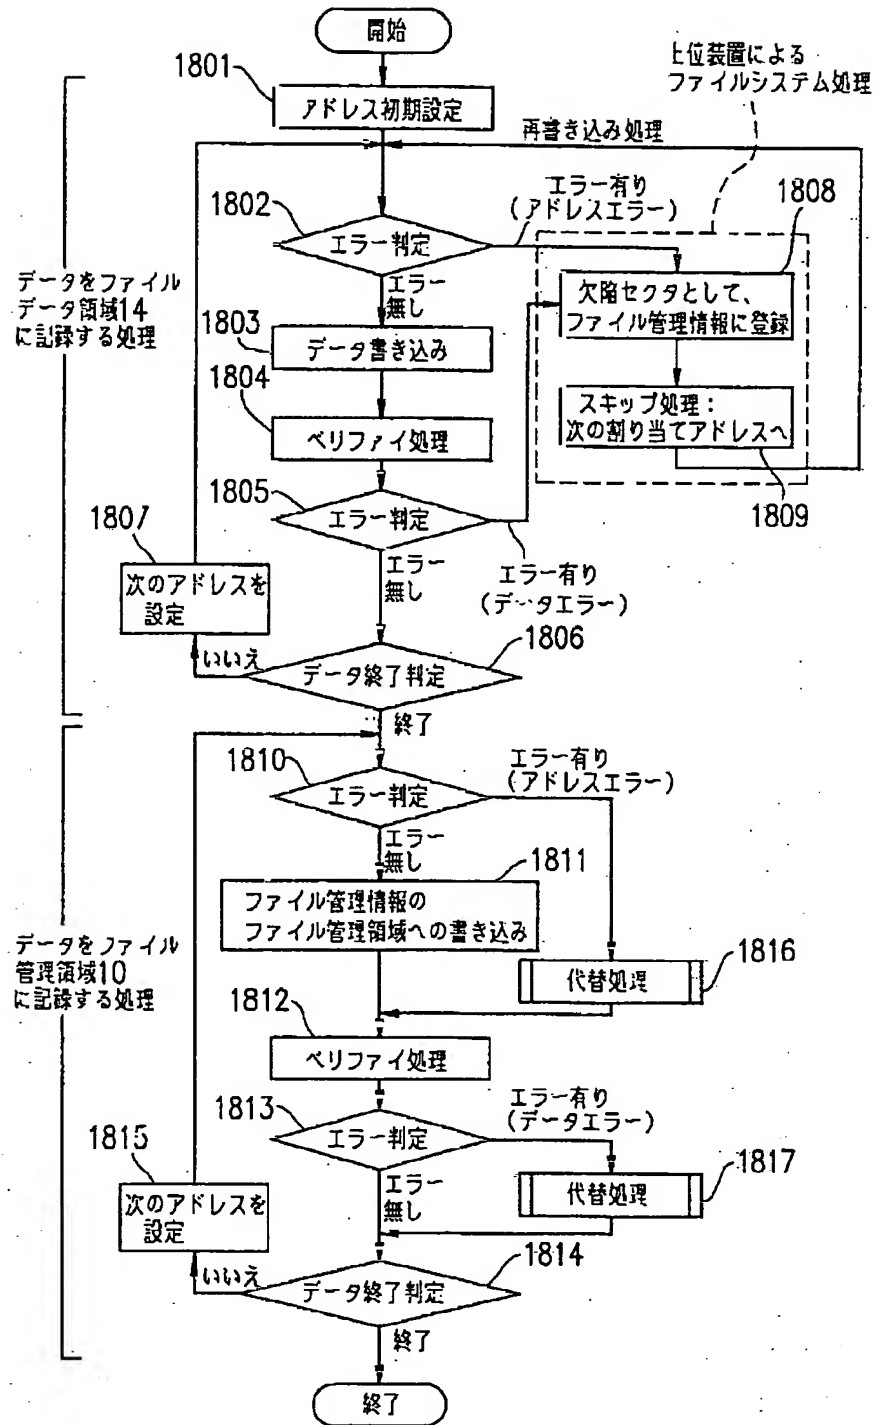 開始
1801
アドレス初期設定
上位装置による
ファイルシステム処理
再書き込み処理
1802
エラー判定
エラー有り
(アドレスエラー)
1808
欠陥セクタとして、
ファイル管理情報に登録
エラー
無し
データをファイル
データ領域14
に記録する処理
1803
データ書き込み
1804
ベリファイ処理
スキップ処理:
次の割り当てアドレスへ
1809
1805
エラー判定
エラー有り
(データエラー)
エラー
無し
1807
次のアドレスを
設定
いいえ
1806
データ終了判定
終了
1810
エラー判定
エラー有り
(アドレスエラー)
エラー
無し
1811
ファイル管理情報の
ファイル管理領域への書き込み
データをファイル
管理領域10
に記録する処理
1816
代替処理
1812
ベリファイ処理
1813
エラー判定
エラー有り
(データエラー)
エラー
無し
1817
代替処理
1815
次のアドレスを
設定
いいえ
1814
データ終了判定
終了
終了